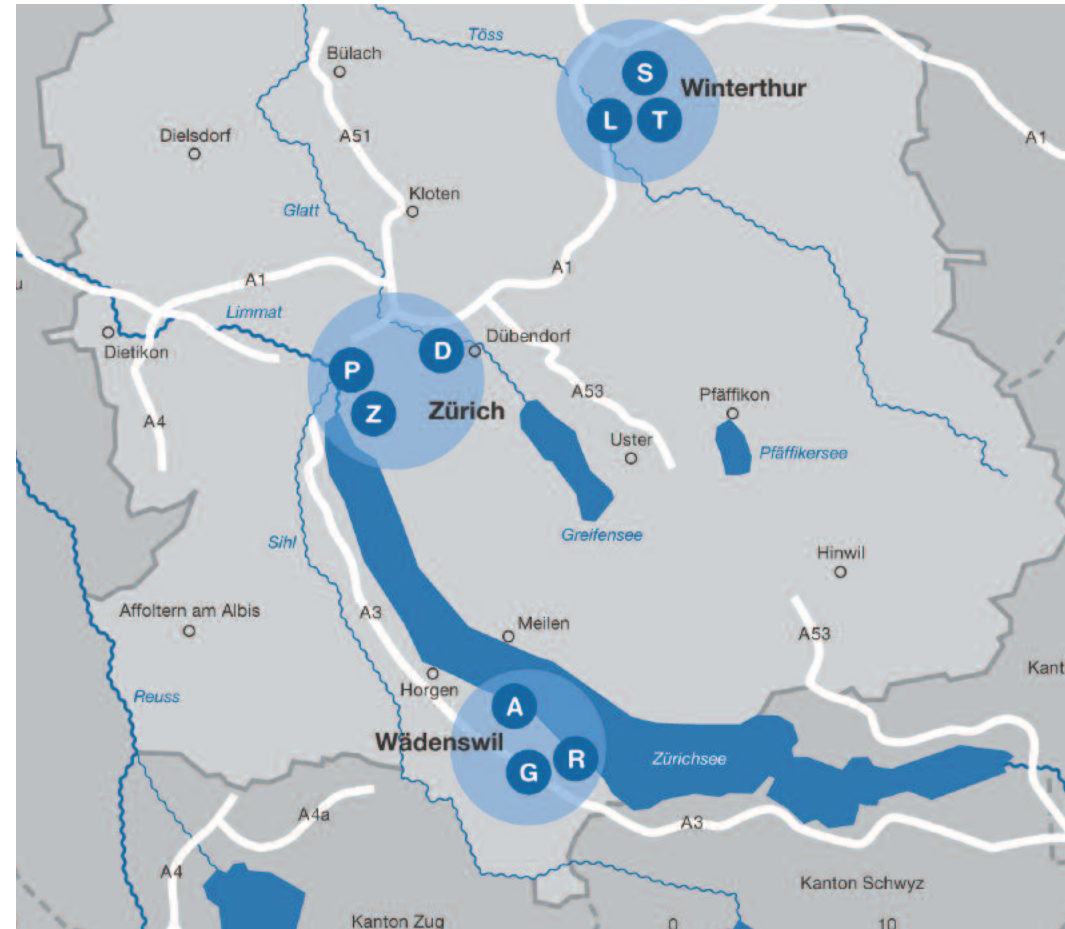 Töss
Bülach
S
Winterthur
L
T
A51
Dielsdorf
A1
Kloten
Glatt
A1
A1
Limmat
Dübendorf
D
Dietikon
P
Z
Zürich
A53
Pfäffikon
A4
Uster
Pfäffikersee
Greifensee
Sihl
Hinwil
Affoltern am Albis
A3
Meilen
A53
Kant
Horgen
Reuss
A
Wädenswil
R
G
Zürichsee
A4a
A3
A4
Kanton Schwyz
Kanton Zug
0
10